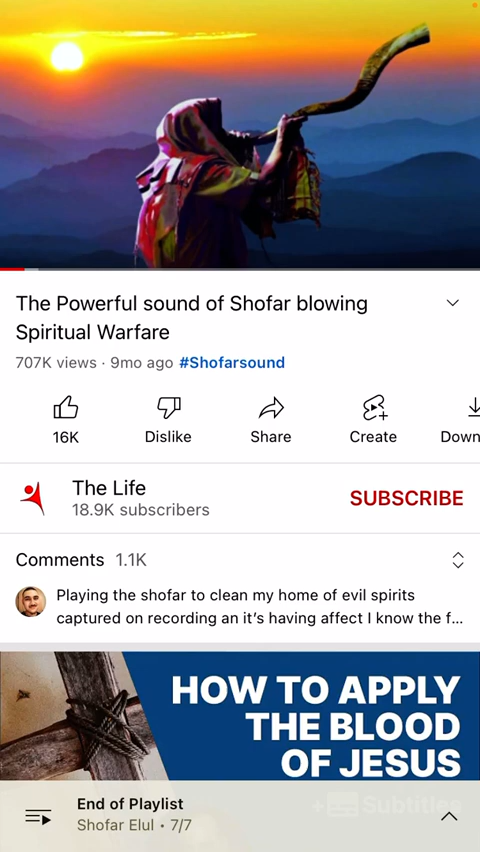 The Powerful sound of Shofar blowing
Spiritual Warfare
707K views · 9mo ago #Shofarsound
16K
Dislike
Share
Create
Down
The Life
18.9K subscribers
SUBSCRIBE
Comments 1.1K
Playing the shofar to clean my home of evil spirits
captured on recording an it’s having affect I know the f...
HOW TO APPLY
THE BLOOD
OF JESUS
+ Subtitles
End of Playlist
Shofar Elul • 7/7